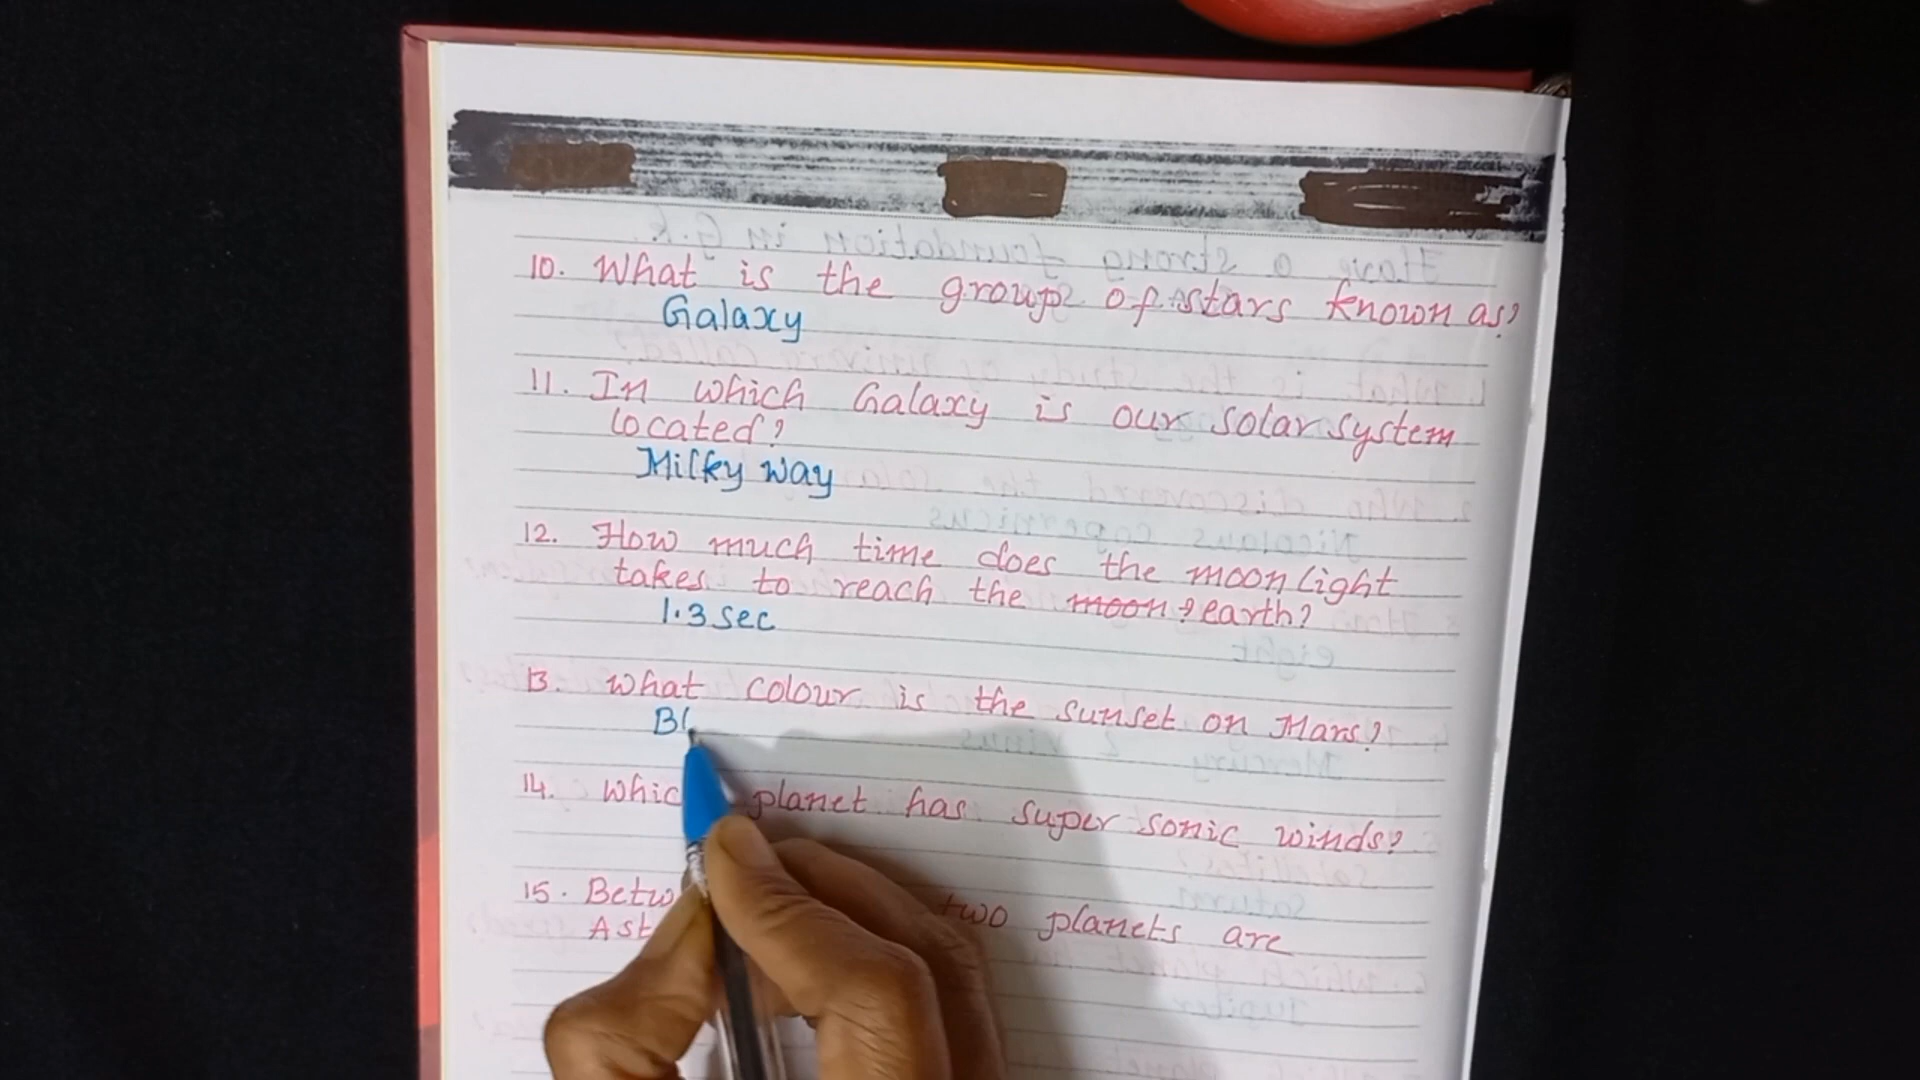 10. What is the group of stars known as?
Galaxy
11. In which Galaxy is our solar system
located?
Milky way
12. How much time does the moon light
takes to reach the moon? earth?
1.3 sec
13. What colour is the sunset on Mars?
Bl
14. Whic planet has super sonic winds?
15. Betw two planets are
Ast